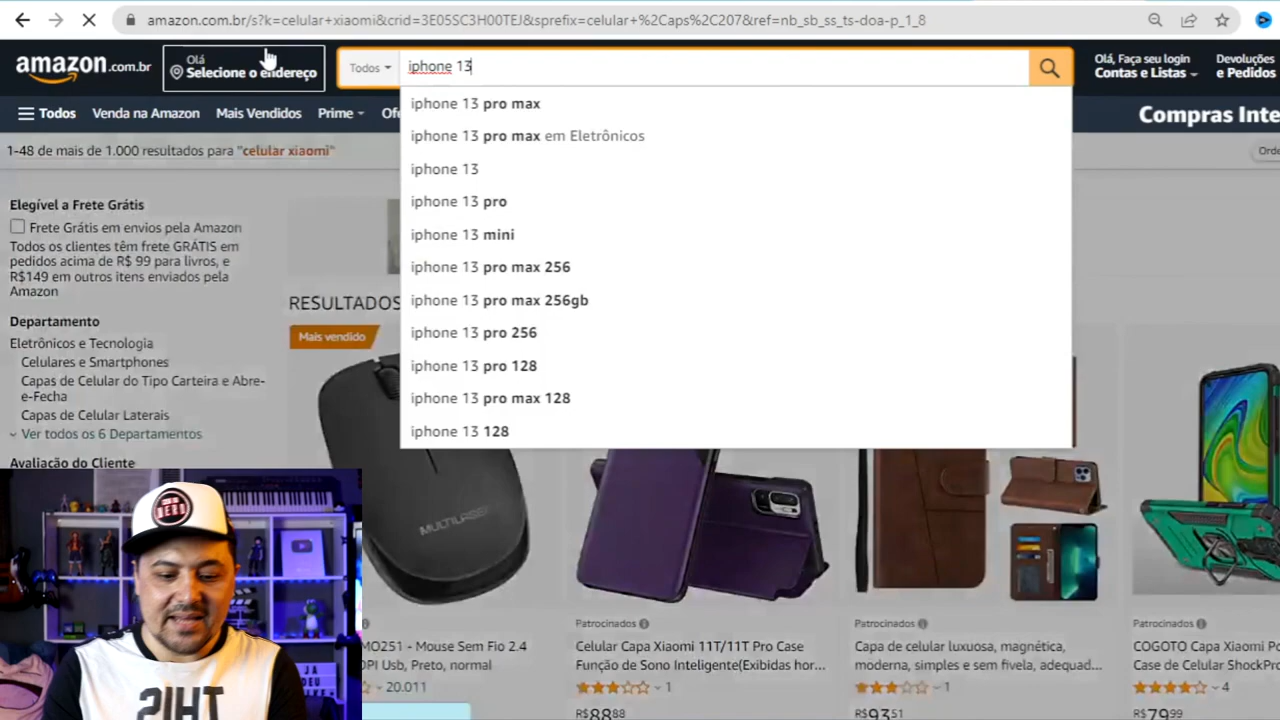 amazon.com.br/s?k=celular+xiaomi&crid=3E05SC3H00TEJ&sprefix=celular+%2Caps%2C207&ref=nb_sb_ss_ts-doa-p_1_8
amazon.com.br
Olá
Selecione o endereço
Todos
iphone 13
Olá, Faça seu login
Contas e Listas
Devoluções
e Pedidos
Todos
Venda na Amazon
Mais Vendidos
Prime
Compras Inte
iphone 13 pro max
iphone 13 pro max em Eletrônicos
iphone 13
iphone 13 pro
iphone 13 mini
iphone 13 pro max 256
iphone 13 pro max 256gb
iphone 13 pro 256
iphone 13 pro 128
iphone 13 pro max 128
iphone 13 128
1-48 de mais de 1.000 resultados para "celular xiaomi"
Elegível a Frete Grátis
Frete Grátis em envios pela Amazon
Todos os clientes têm frete GRÁTIS em
pedidos acima de R$ 99 para livros, e
R$149 em outros itens enviados pela
Amazon
Departamento
Eletrônicos e Tecnologia
Celulares e Smartphones
Capas de Celular do Tipo Carteira e Abre-
e-Fecha
Capas de Celular Laterais
Ver todos os 6 Departamentos
Avaliação do Cliente
RESULTADOS
Mais vendido
MULTILASER
MO251 - Mouse Sem Fio 2.4
DPI Usb, Preto, normal
20.011
Patrocinados
Celular Capa Xiaomi 11T/11T Pro Case
Função de Sono Inteligente(Exibidas hor...
1
R$88 88
Patrocinados
Capa de celular luxuosa, magnética,
moderna, simples e sem fivela, adequad...
1
R$93 51
Patrocinados
COGOTO Capa Xiaomi Po
Case de Celular ShockPro
4
R$79 99